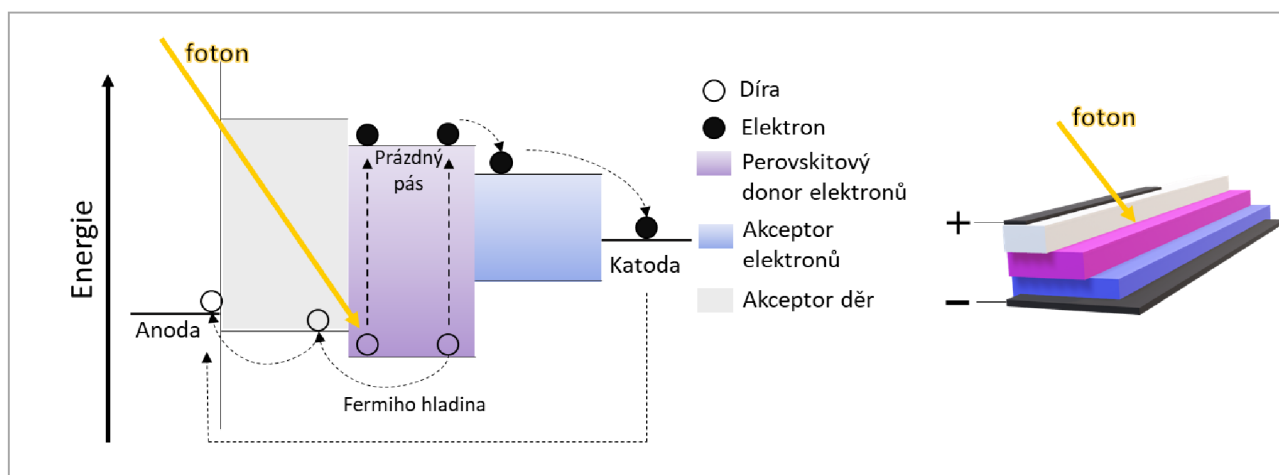 foton
Energie
Prázdný
pás
Anoda
Katoda
Fermiho hladina
Díra
Elektron
Perovskitový
donor elektronů
Akceptor
elektronů
Akceptor děr
foton
+
−